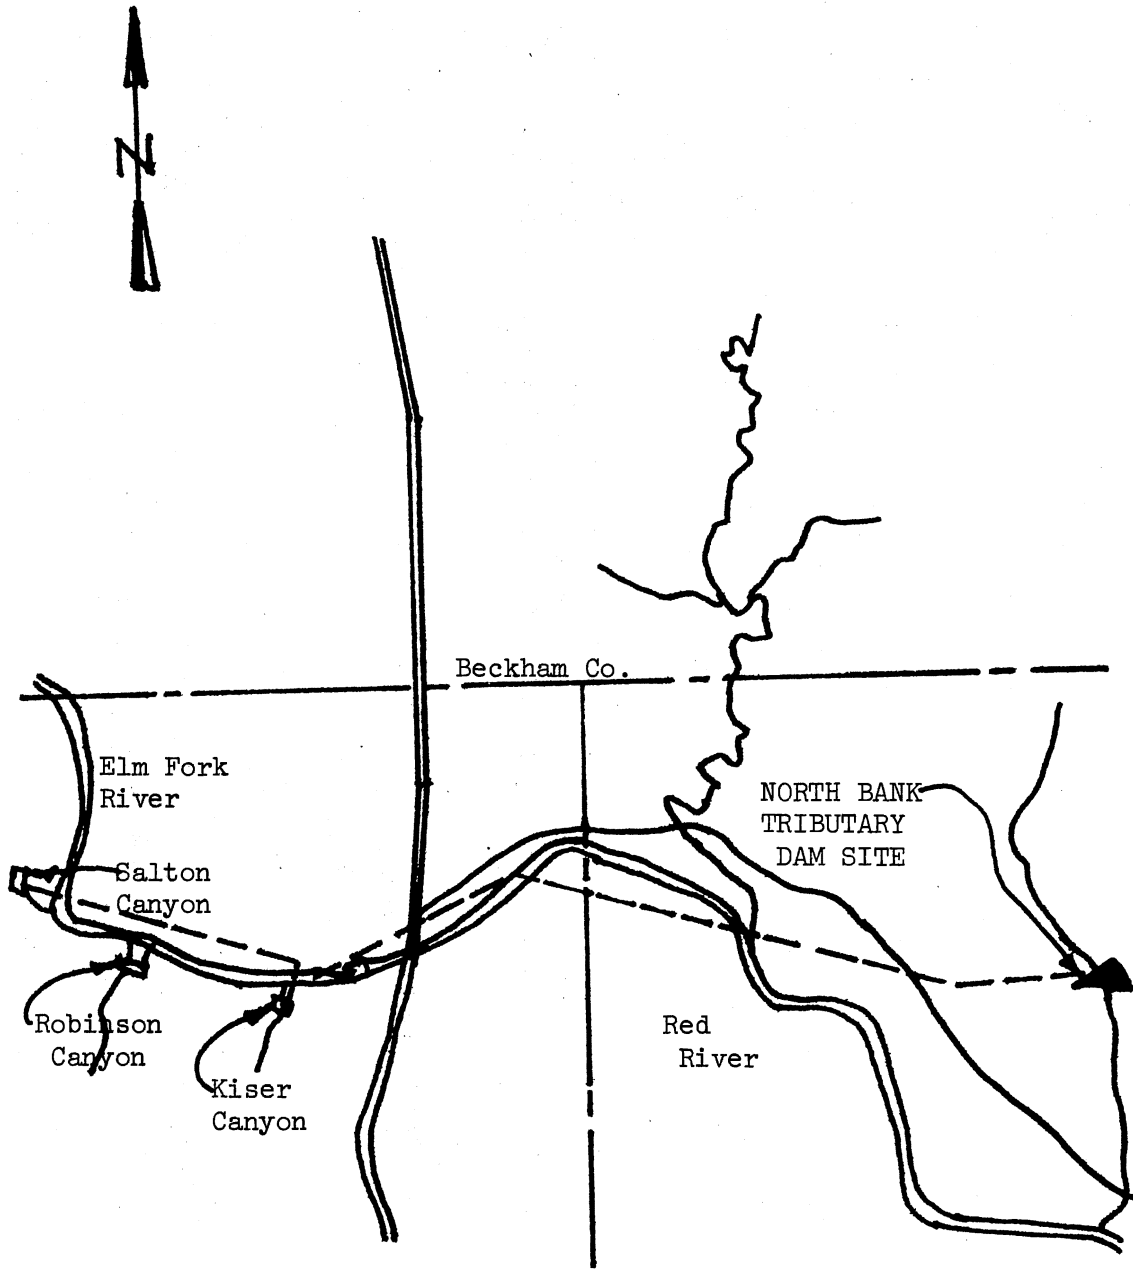 N
Beckham Co.
Elm Fork
River
NORTH BANK
TRIBUTARY
DAM SITE
Salton
Canyon
Robinson
Canyon
Red
River
Kiser
Canyon